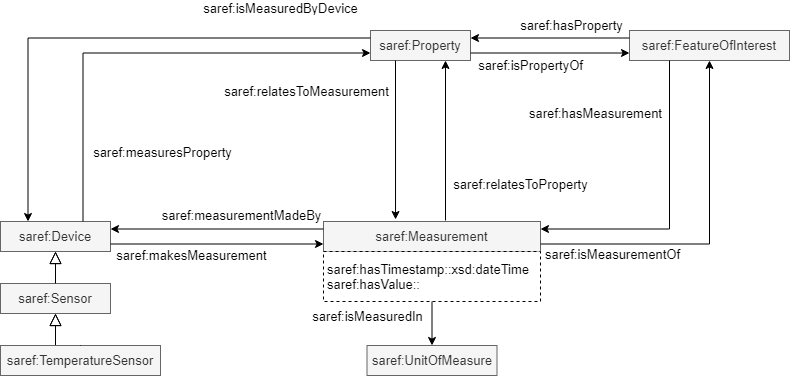 saref:isMeasuredByDevice
saref:hasProperty
saref:Property
saref:FeatureOfInterest
saref:isPropertyOf
saref:relatesToMeasurement
saref:hasMeasurement
saref:measuresProperty
saref:relatesToProperty
saref:measurementMadeBy
saref:Device
saref:Measurement
saref:makesMeasurement
saref:isMeasurementOf
saref:hasTimestamp::xsd:dateTime
saref:hasValue::
saref:Sensor
saref:isMeasuredIn
saref:TemperatureSensor
saref:UnitOfMeasure